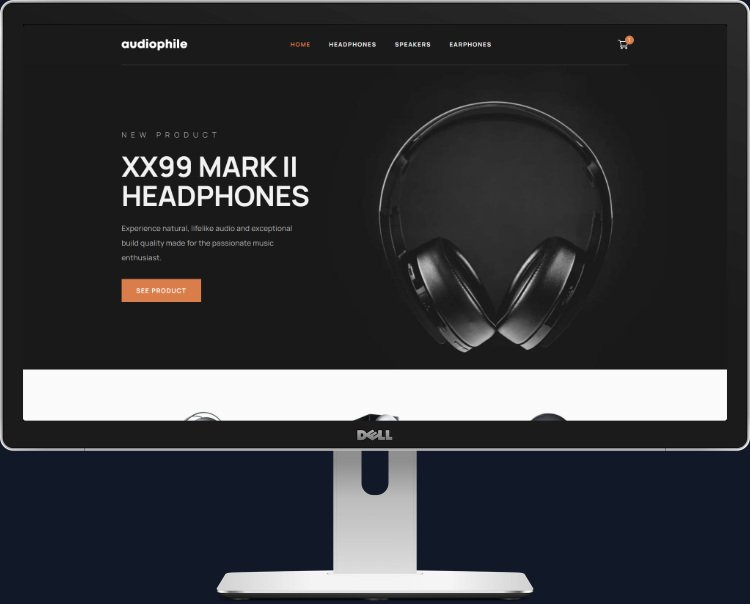 audiophile
HOME HEADPHONES SPEAKERS EARPHONES
NEW PRODUCT
XX99 MARK II
HEADPHONES
Experience natural, lifelike audio and exceptional
build quality made for the passionate music
enthusiast.
SEE PRODUCT
DELL